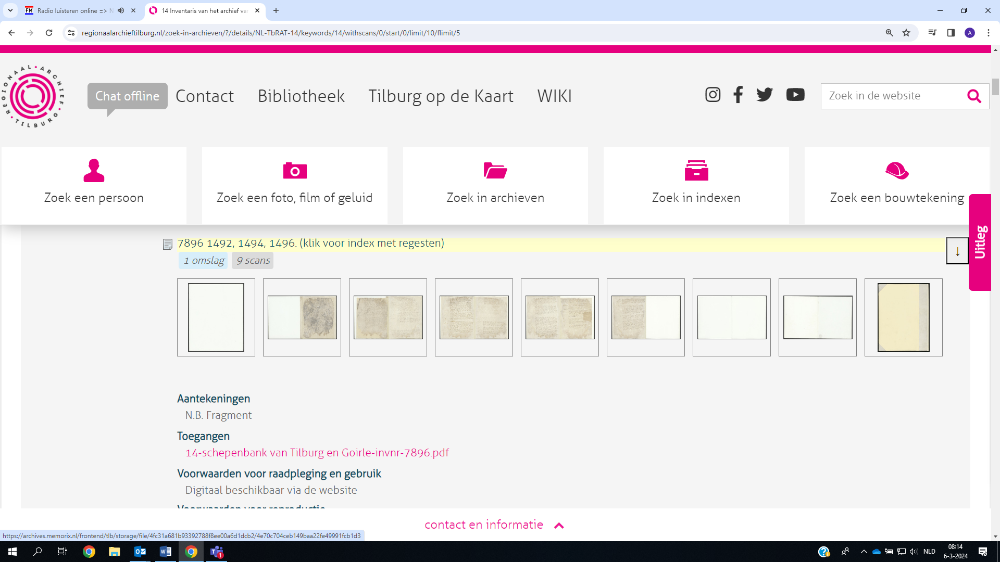 Radio luisteren online => N
14 Inventaris van het archief va
regionaalarchieftilburg.nl/zoek-in-archieven/?/details/NL-TbRAT-14/keywords/14/withscans/0/start/0/limit/10/flimit/5
A
REGIONAAL • ARCHIEF • TILBURG •
Chat offline
Contact
Bibliotheek
Tilburg op de Kaart
WIKI
Zoek in de website
Zoek een persoon
Zoek een foto, film of geluid
Zoek in archieven
Zoek in indexen
Zoek een bouwtekening
Uitleg
7896 1492, 1494, 1496. (klik voor index met regesten)
↓
1 omslag 9 scans
Aantekeningen
N.B. Fragment
Toegangen
14-schepenbank van Tilburg en Goirle-invnr-7896.pdf
Voorwaarden voor raadpleging en gebruik
Digitaal beschikbaar via de website
Voorwaarden voor reproductie
contact en informatie
https://archives.memorix.nl/frontend/tlb/storage/file/4fc31a681b93392788f8ee00a6d1dcb2/4e70c704ceb149baa22fe49991fcb1d3
1
NLD
08:14
6-3-2024